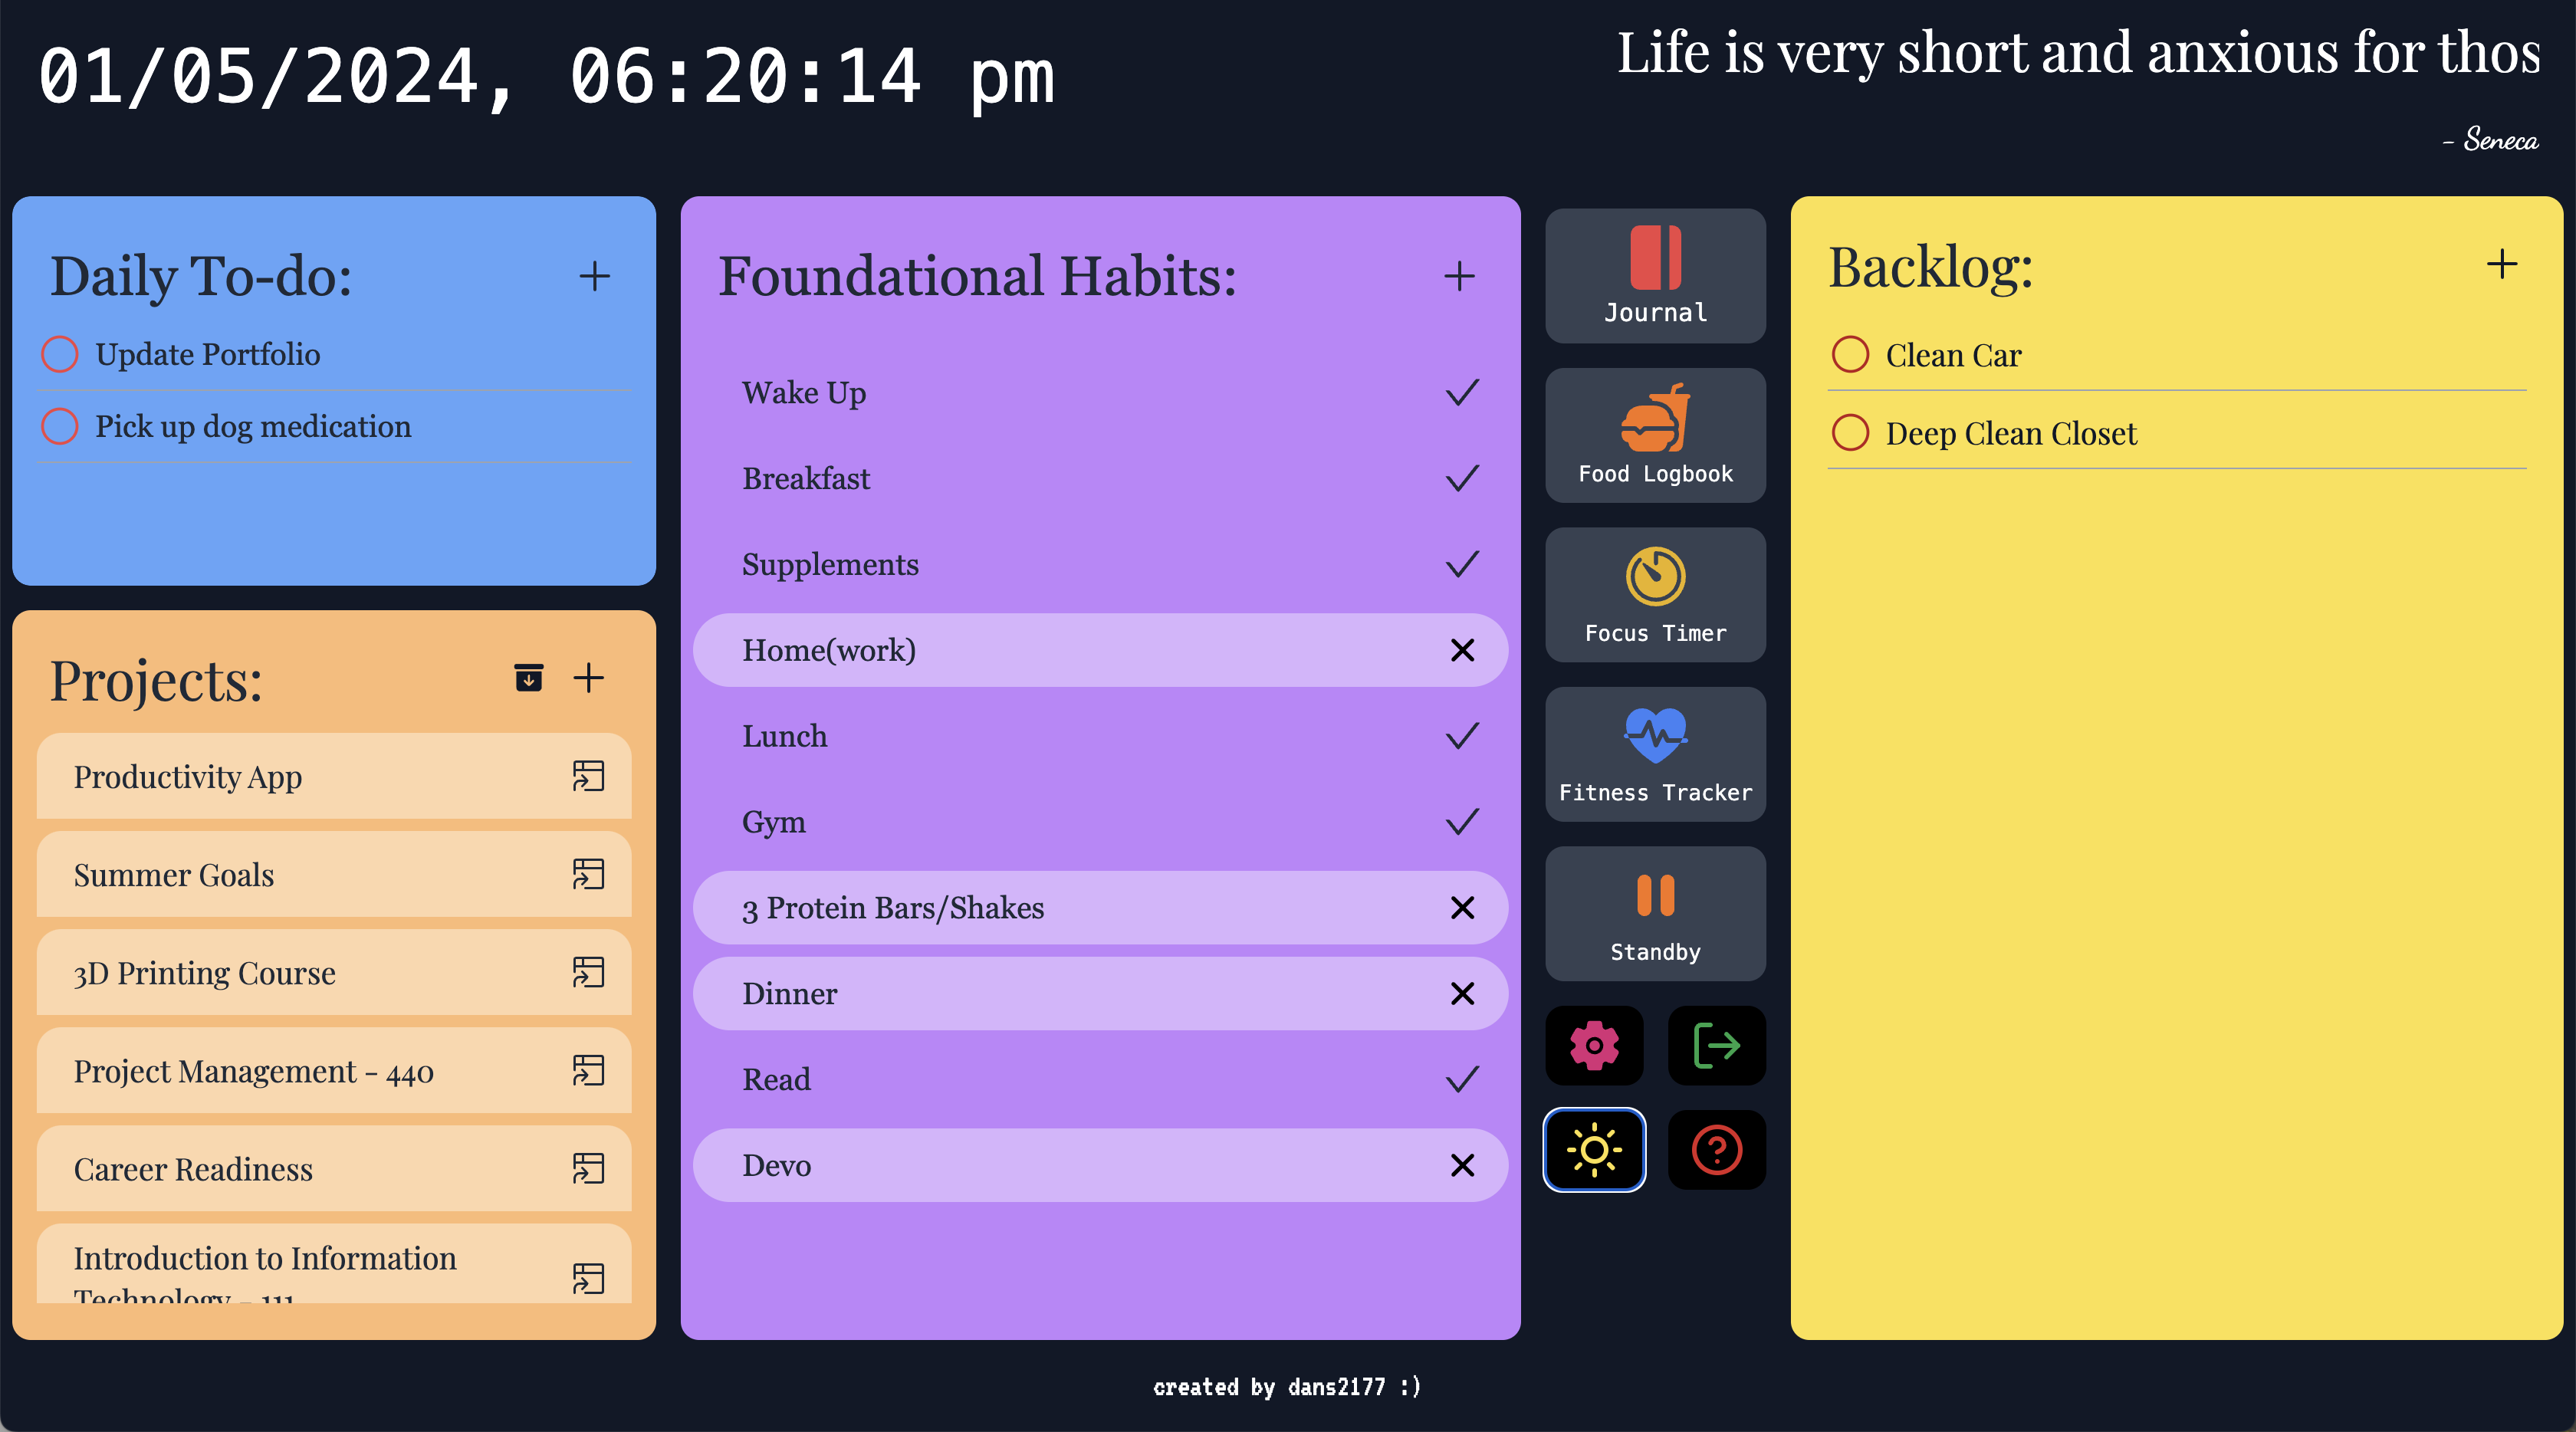 01/05/2024, 06:20:14 pm
Life is very short and anxious for thos
- Seneca
Daily To-do:
Update Portfolio
Pick up dog medication
Projects:
Productivity App
Summer Goals
3D Printing Course
Project Management - 440
Career Readiness
Introduction to Information
Technology - 111
Foundational Habits:
Wake Up
Breakfast
Supplements
Home(work)
Lunch
Gym
3 Protein Bars/Shakes
Dinner
Read
Devo
Journal
Food Logbook
Focus Timer
Fitness Tracker
Standby
Backlog:
Clean Car
Deep Clean Closet
created by dans2177 :)